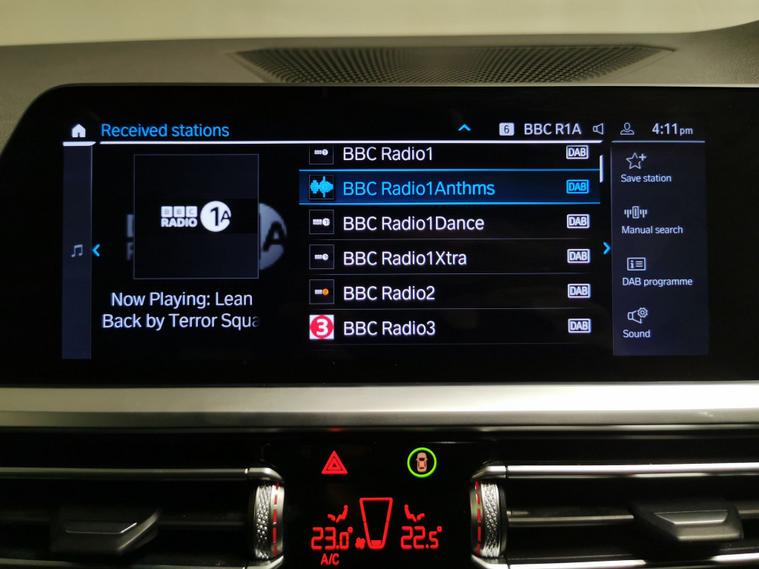 Received stations
6 BBC R1A
4:11pm
BBC
RADIO 1A
Now Playing: Lean
Back by Terror Squa
BBC Radio1 DAB
BBC Radio1Anthms DAB
BBC Radio1Dance DAB
BBC Radio1Xtra DAB
BBC Radio2 DAB
3 BBC Radio3 DAB
Save station
Manual search
DAB programme
Sound
23.0°
22.5°
A/C